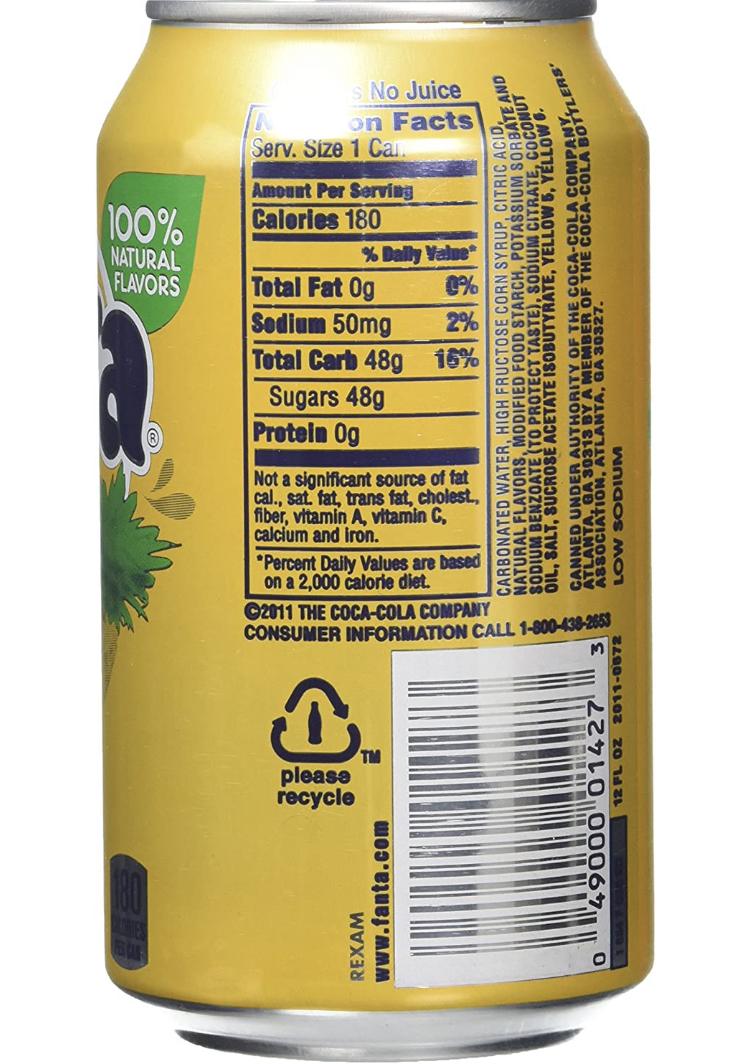 s No Juice
on Facts
Serv. Size 1 Can
Amount Per Serving
Calories 180
% Daily Value*
Total Fat 0g 0%
Sodium 50mg 2%
Total Carb 48g 16%
Sugars 48g
Protein 0g
Not a significant source of fat
cal., sat. fat, trans fat, cholest.,
fiber, vitamin A, vitamin C,
calcium and iron.
*Percent Daily Values are based
on a 2,000 calorie diet.
CARBONATED WATER, HIGH FRUCTOSE CORN SYRUP, CITRIC ACID,
NATURAL FLAVORS, MODIFIED FOOD STARCH, POTASSIUM SORBATE AND
SODIUM BENZOATE (TO PROTECT TASTE), SODIUM CITRATE, COCONUT
OIL, SALT, SUCROSE ACETATE ISOBUTYRATE, YELLOW 5, YELLOW 6.
CANNED UNDER AUTHORITY OF THE COCA-COLA COMPANY,
ATLANTA, GA 30313 BY A MEMBER OF THE COCA-COLA BOTTLERS'
ASSOCIATION, ATLANTA, GA 30327.
LOW SODIUM
©2011 THE COCA-COLA COMPANY
CONSUMER INFORMATION CALL 1-800-438-2653
100%
NATURAL
FLAVORS
a®
please
recycle
TM
REXAM
www.fanta.com
0 49000 01427 3
12 FL OZ 2011-0872
180
CALORIES
PER CAN